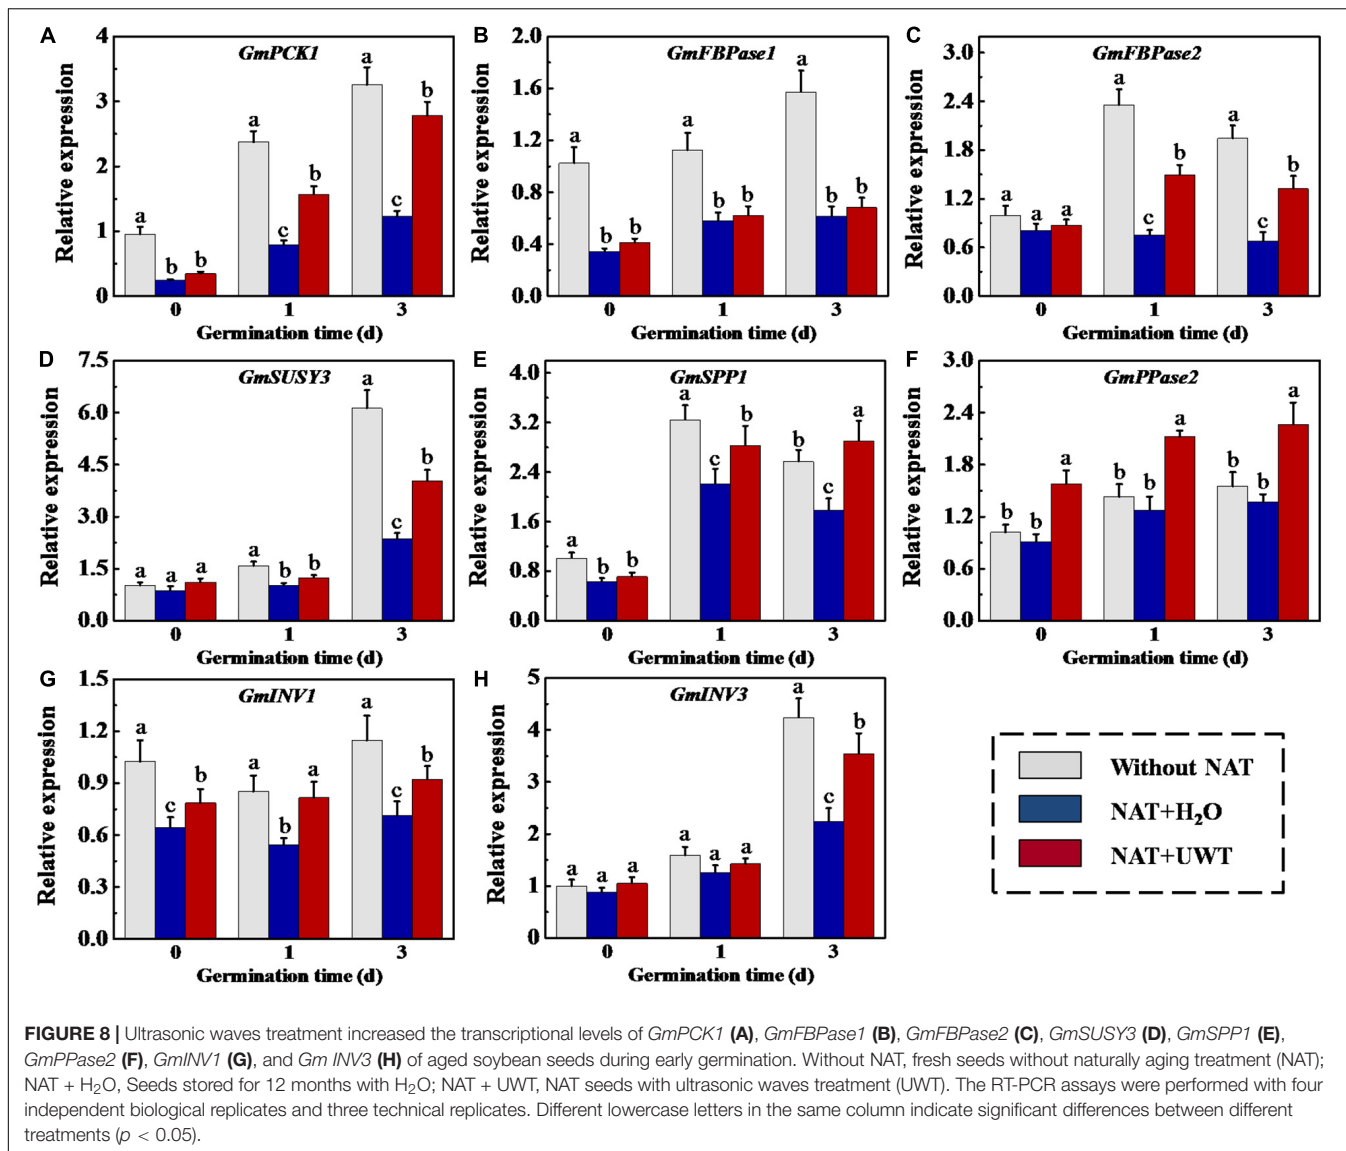 A
GmPCK1
Relative expression
4
3
2
1
0
a
b
b
a
c
b
a
c
b
0 1 3
Germination time (d)
B
GmFBPase1
Relative expression
2.0
1.6
1.2
0.8
0.4
0.0
a
b
b
a
b
b
a
b
b
0 1 3
Germination time (d)
C
GmFBPase2
Relative expression
3.0
2.4
1.8
1.2
0.6
0.0
a
a
a
a
c
b
a
c
b
0 1 3
Germination time (d)
D
GmSUSY3
Relative expression
7.5
6.0
4.5
3.0
1.5
0.0
a
a
a
a
b
b
a
c
b
0 1 3
Germination time (d)
E
GmSPP1
Relative expression
4.0
3.2
2.4
1.6
0.8
0.0
a
b
b
a
c
b
b
c
a
0 1 3
Germination time (d)
F
GmPPase2
Relative expression
3.0
2.4
1.8
1.2
0.6
0.0
b
b
a
b
b
a
b
b
a
0 1 3
Germination time (d)
G
GmINV1
Relative expression
1.5
1.2
0.9
0.6
0.3
0.0
a
c
b
a
b
a
a
c
b
0 1 3
Germination time (d)
H
GmINV3
Relative expression
5
4
3
2
1
0
a
a
a
a
a
a
a
c
b
0 1 3
Germination time (d)
Without NAT
NAT+H₂O
NAT+UWT
FIGURE 8 | Ultrasonic waves treatment increased the transcriptional levels of GmPCK1 (A), GmFBPase1 (B), GmFBPase2 (C), GmSUSY3 (D), GmSPP1 (E),
GmPPase2 (F), GmINV1 (G), and Gm INV3 (H) of aged soybean seeds during early germination. Without NAT, fresh seeds without naturally aging treatment (NAT);
NAT + H₂O, Seeds stored for 12 months with H₂O; NAT + UWT, NAT seeds with ultrasonic waves treatment (UWT). The RT-PCR assays were performed with four
independent biological replicates and three technical replicates. Different lowercase letters in the same column indicate significant differences between different
treatments (p < 0.05).